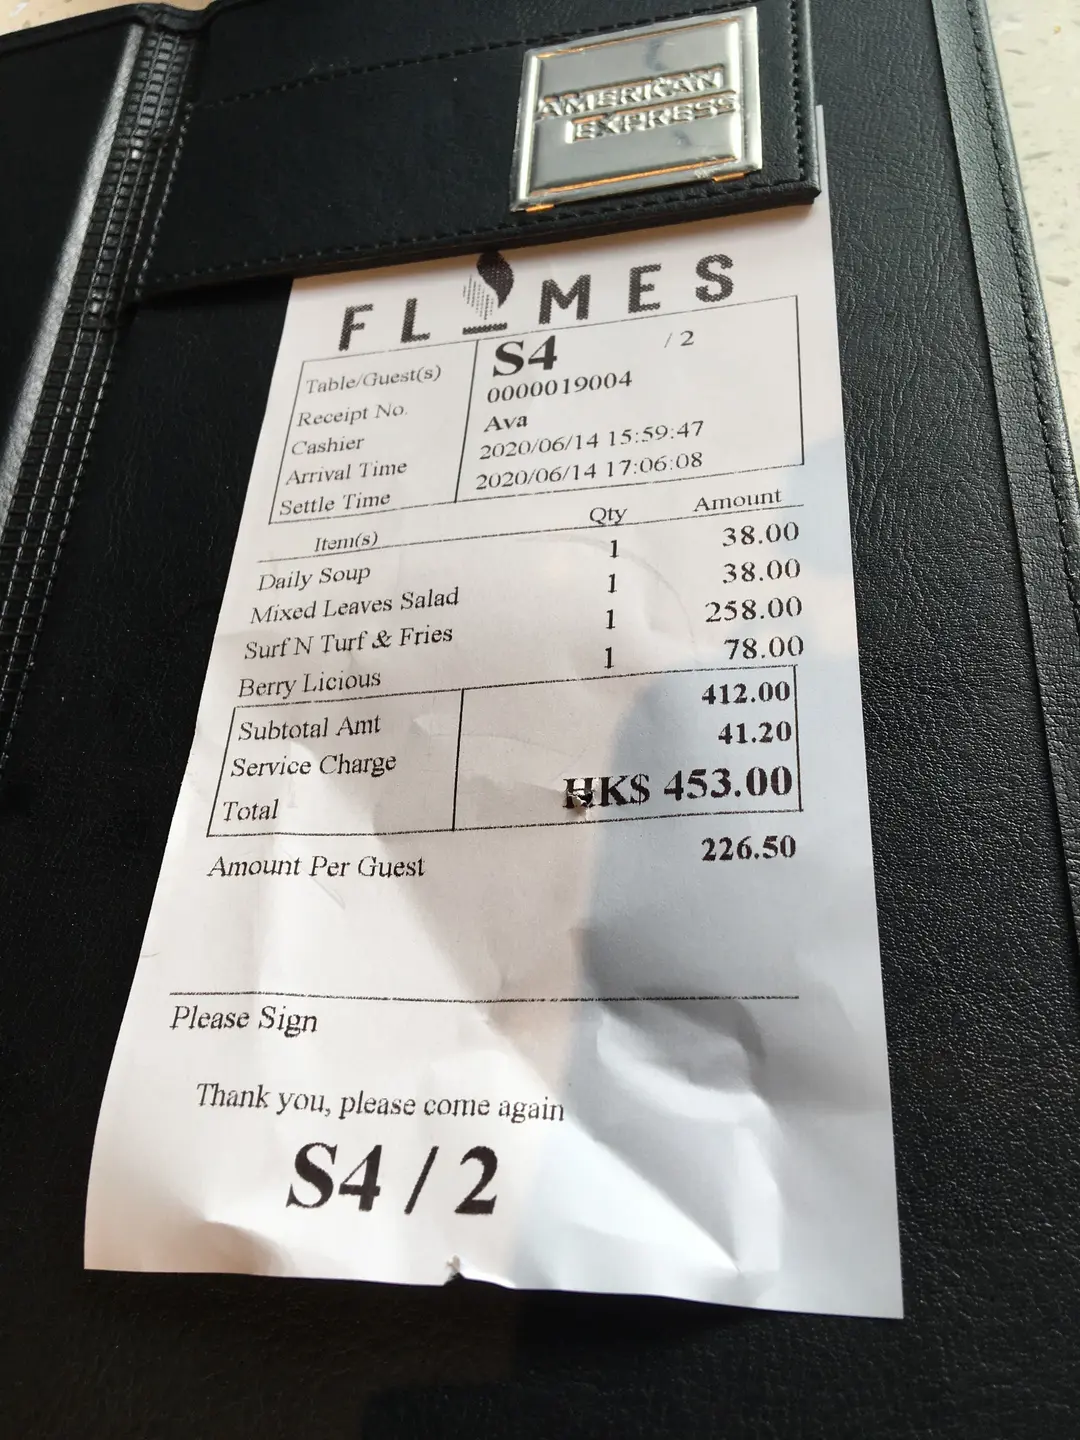 AMERICAN
EXPRESS
FLAMES
Table/Guest(s) S4 / 2
Receipt No. 0000019004
Cashier Ava
Arrival Time 2020/06/14 15:59:47
Settle Time 2020/06/14 17:06:08
Item(s) Qty Amount
Daily Soup 1 38.00
Mixed Leaves Salad 1 38.00
Surf N Turf & Fries 1 258.00
Berry Licious 1 78.00
Subtotal Amt 412.00
Service Charge 41.20
Total HK$ 453.00
Amount Per Guest 226.50
Please Sign
Thank you, please come again
S4 / 2